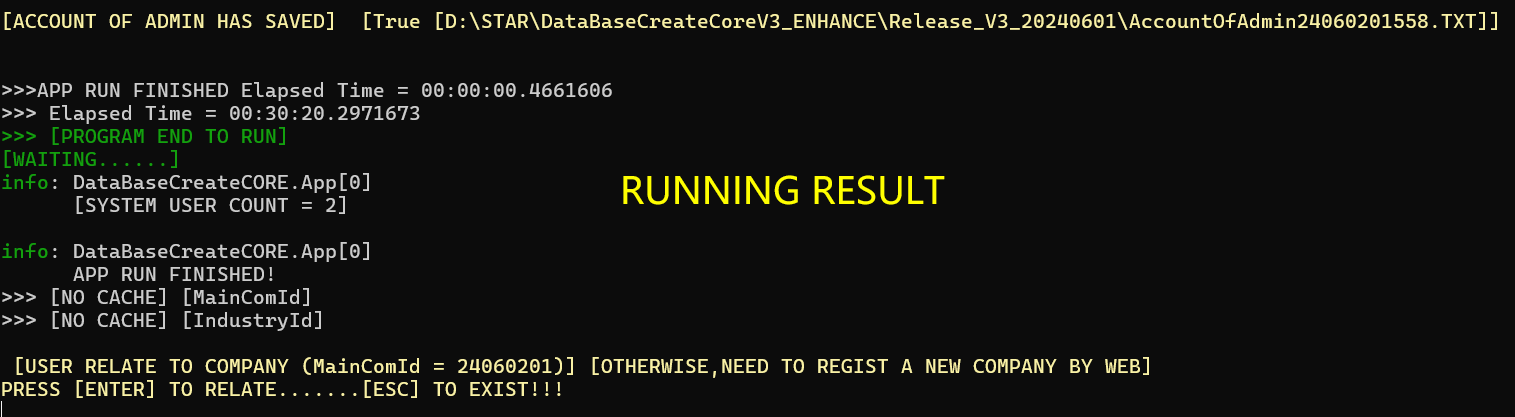 [ACCOUNT OF ADMIN HAS SAVED]  [True [D:\STAR\DataBaseCreateCoreV3_ENHANCE\Release_V3_20240601\AccountOfAdmin24060201558.TXT]]
>>>APP RUN FINISHED Elapsed Time = 00:00:00.4661606
>>> Elapsed Time = 00:30:20.2971673
>>> [PROGRAM END TO RUN]
[WAITING......]
info: DataBaseCreateCORE.App[0]
RUNNING RESULT
      [SYSTEM USER COUNT = 2]
info: DataBaseCreateCORE.App[0]
      APP RUN FINISHED!
>>> [NO CACHE] [MainComId]
>>> [NO CACHE] [IndustryId]
 [USER RELATE TO COMPANY (MainComId = 24060201)] [OTHERWISE,NEED TO REGIST A NEW COMPANY BY WEB]
PRESS [ENTER] TO RELATE.......[ESC] TO EXIST!!!